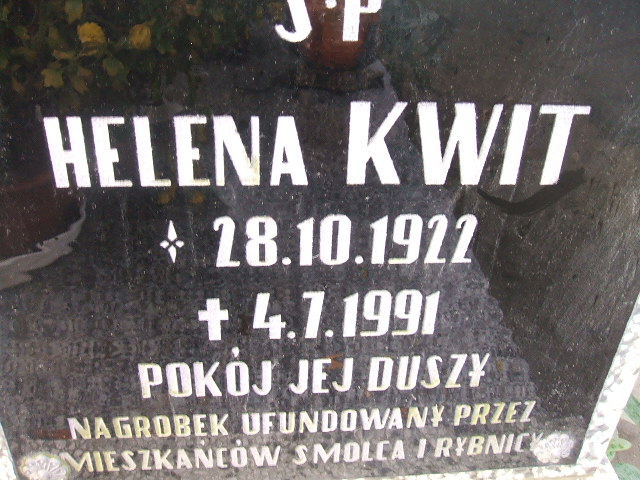 Ś.P
HELENA KWIT
28.10.1922
✝ 4.7.1991
POKÓJ JEJ DUSZY
NAGROBEK UFUNDOWANY PRZEZ
MIESZKAŃCÓW SMOLCA I RYBNICY